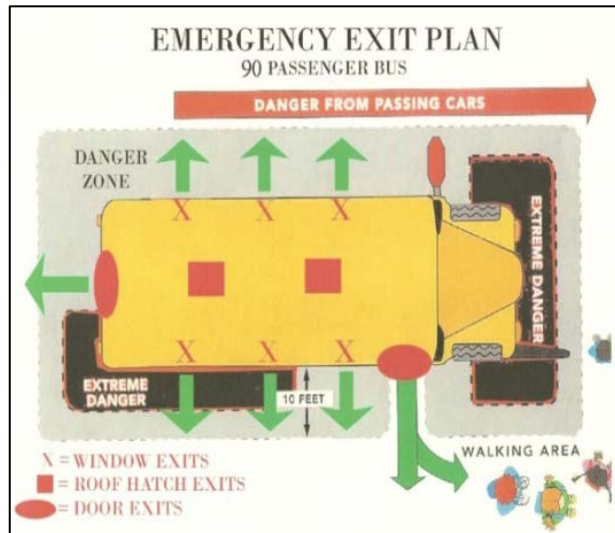 EMERGENCY EXIT PLAN
90 PASSENGER BUS
DANGER FROM PASSING CARS
DANGER
ZONE
X X X
EXTREME DANGER
X X X
EXTREME
DANGER
10 FEET
WALKING AREA
X = WINDOW EXITS
= ROOF HATCH EXITS
= DOOR EXITS